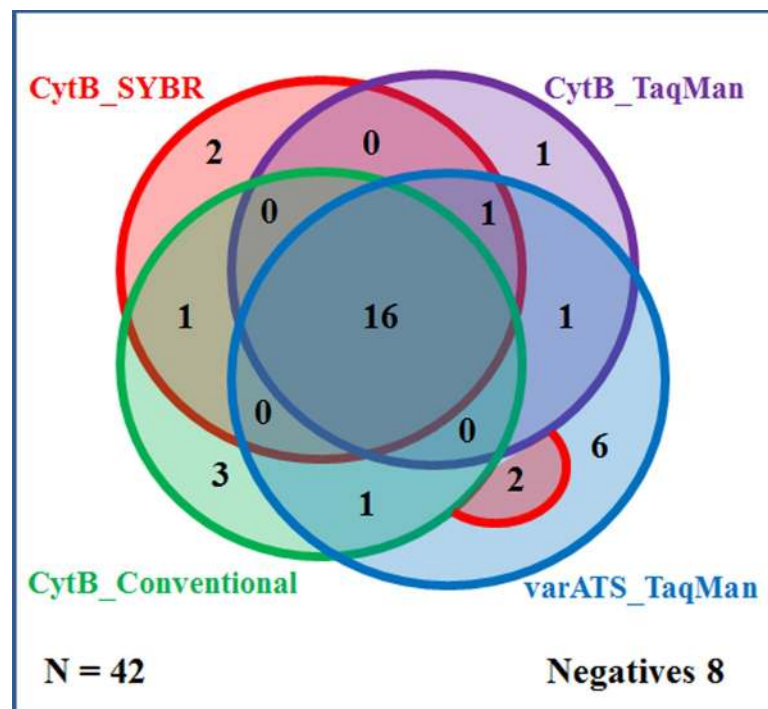 CytB_SYBR
CytB_TaqMan
2
0
1
0
1
1
16
1
0
0
6
3
1
2
CytB_Conventional
varATS_TaqMan
N = 42
Negatives 8